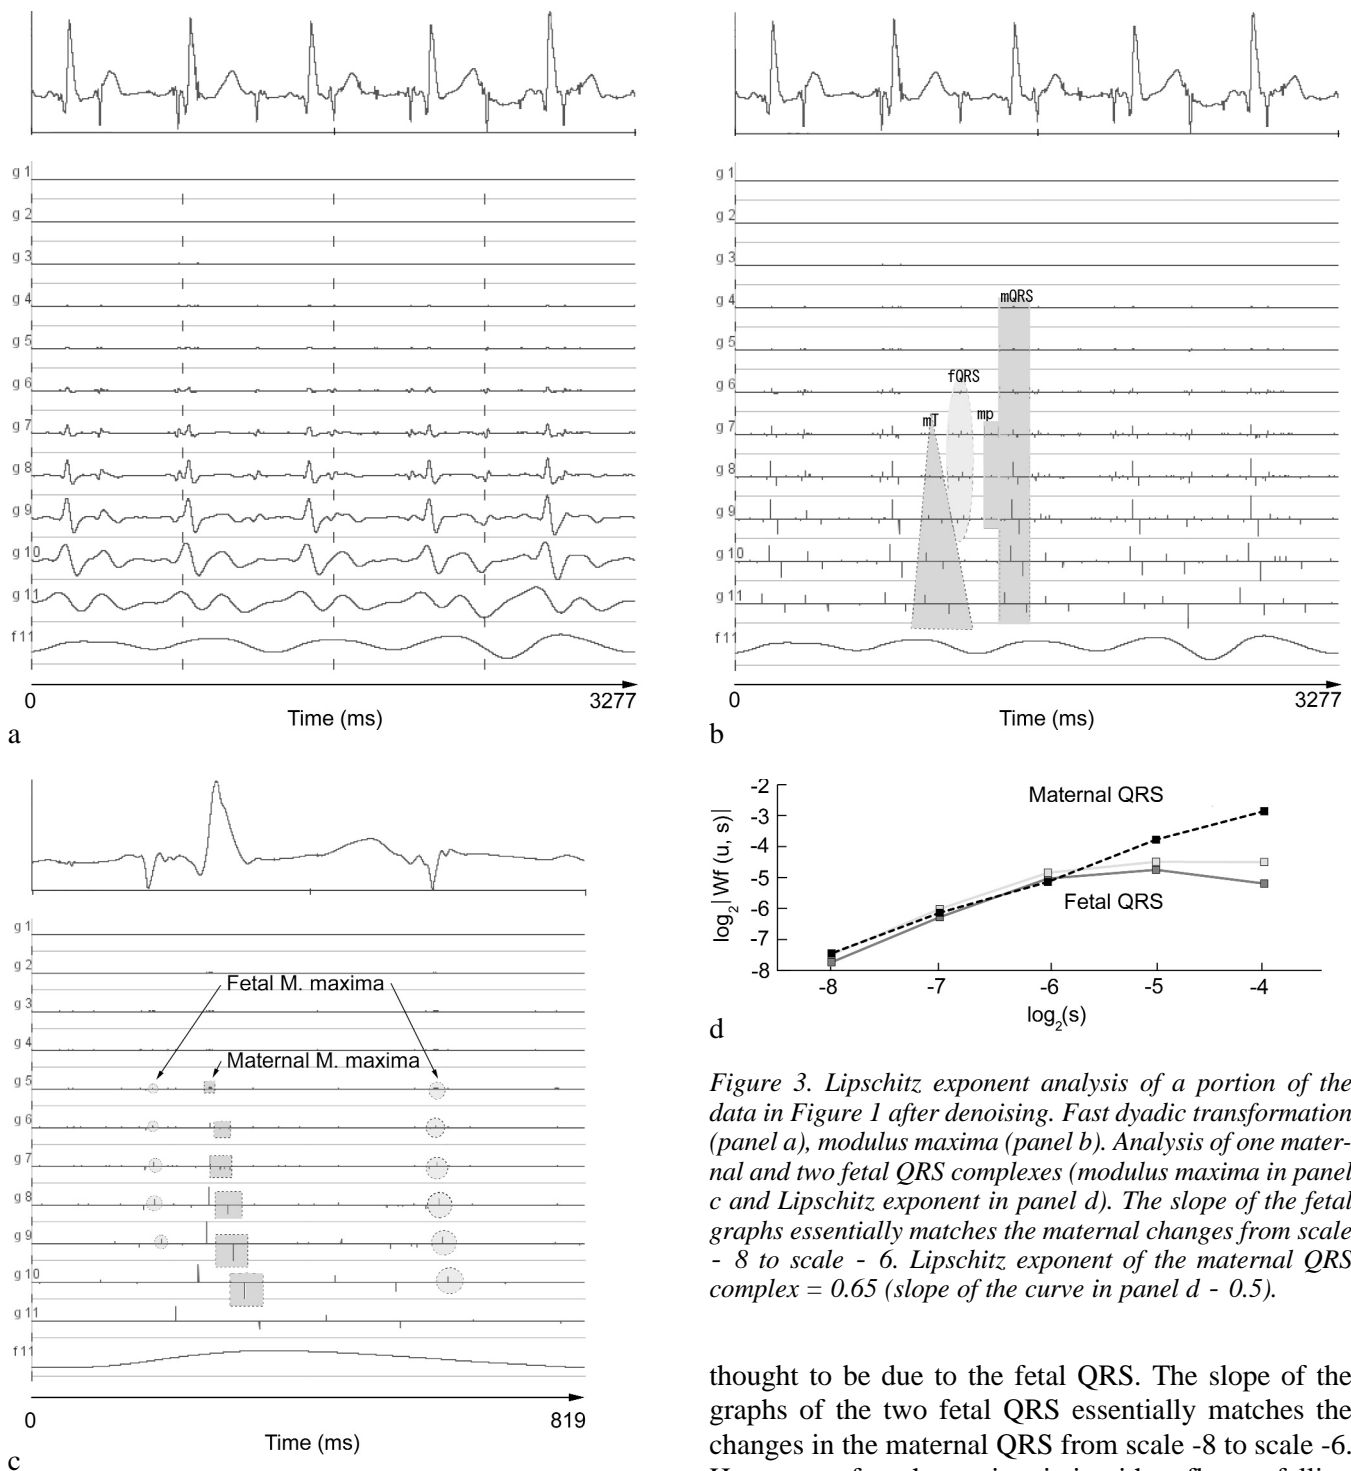 g 1
g 2
g 3
g 4
g 5
g 6
g 7
g 8
g 9
g 10
g 11
f 11
0
3277
Time (ms)
a
g 1
g 2
g 3
g 4
mQRS
g 5
g 6
fQRS
g 7
mT
mp
g 8
g 9
g 10
g 11
f 11
0
3277
Time (ms)
b
g 1
g 2
Fetal M. maxima
g 3
g 4
Maternal M. maxima
g 5
g 6
g 7
g 8
g 9
g 10
g 11
f 11
0
819
Time (ms)
c
-2
-3
-4
-5
-6
-7
-8
log2| Wf (u, s)|
Maternal QRS
Fetal QRS
-8 -7 -6 -5 -4
log2(s)
d
Figure 3. Lipschitz exponent analysis of a portion of the
data in Figure 1 after denoising. Fast dyadic transformation
(panel a), modulus maxima (panel b). Analysis of one mater-
nal and two fetal QRS complexes (modulus maxima in panel
c and Lipschitz exponent in panel d). The slope of the fetal
graphs essentially matches the maternal changes from scale
- 8 to scale - 6. Lipschitz exponent of the maternal QRS
complex = 0.65 (slope of the curve in panel d - 0.5).
thought to be due to the fetal QRS. The slope of the
graphs of the two fetal QRS essentially matches the
changes in the maternal QRS from scale -8 to scale -6.